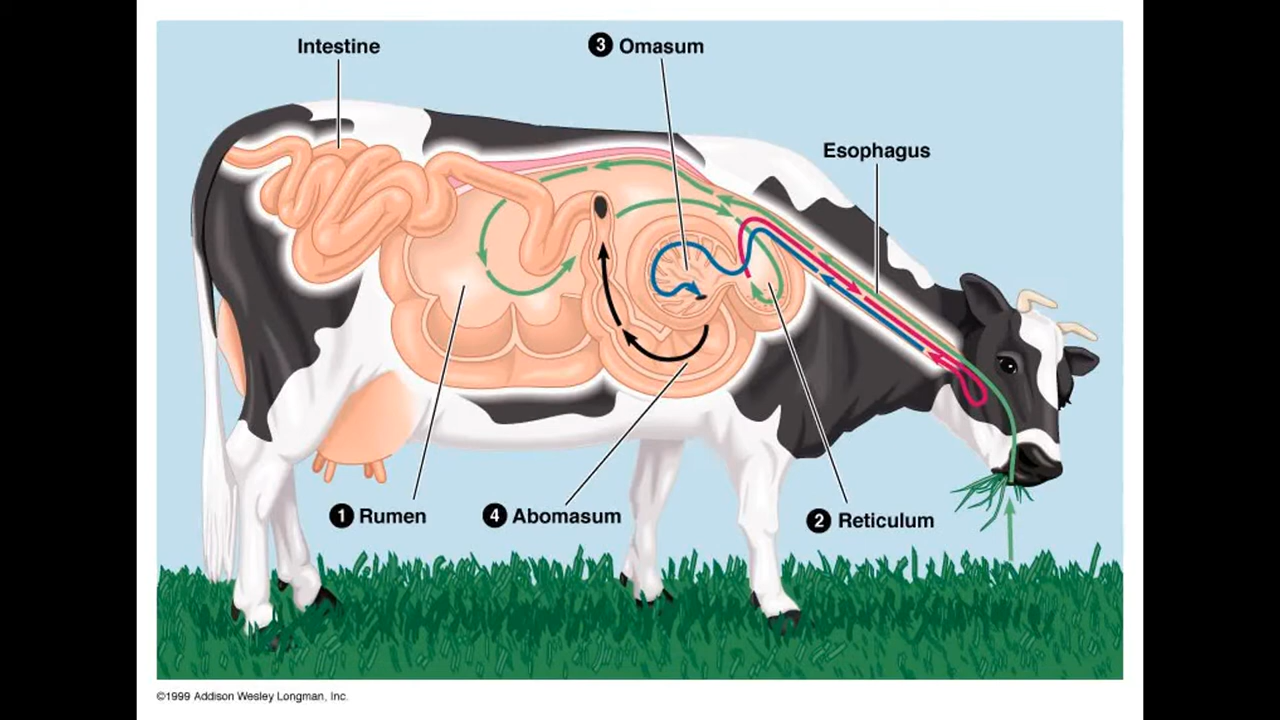 Intestine
3 Omasum
Esophagus
1 Rumen
4 Abomasum
2 Reticulum
©1999 Addison Wesley Longman, Inc.